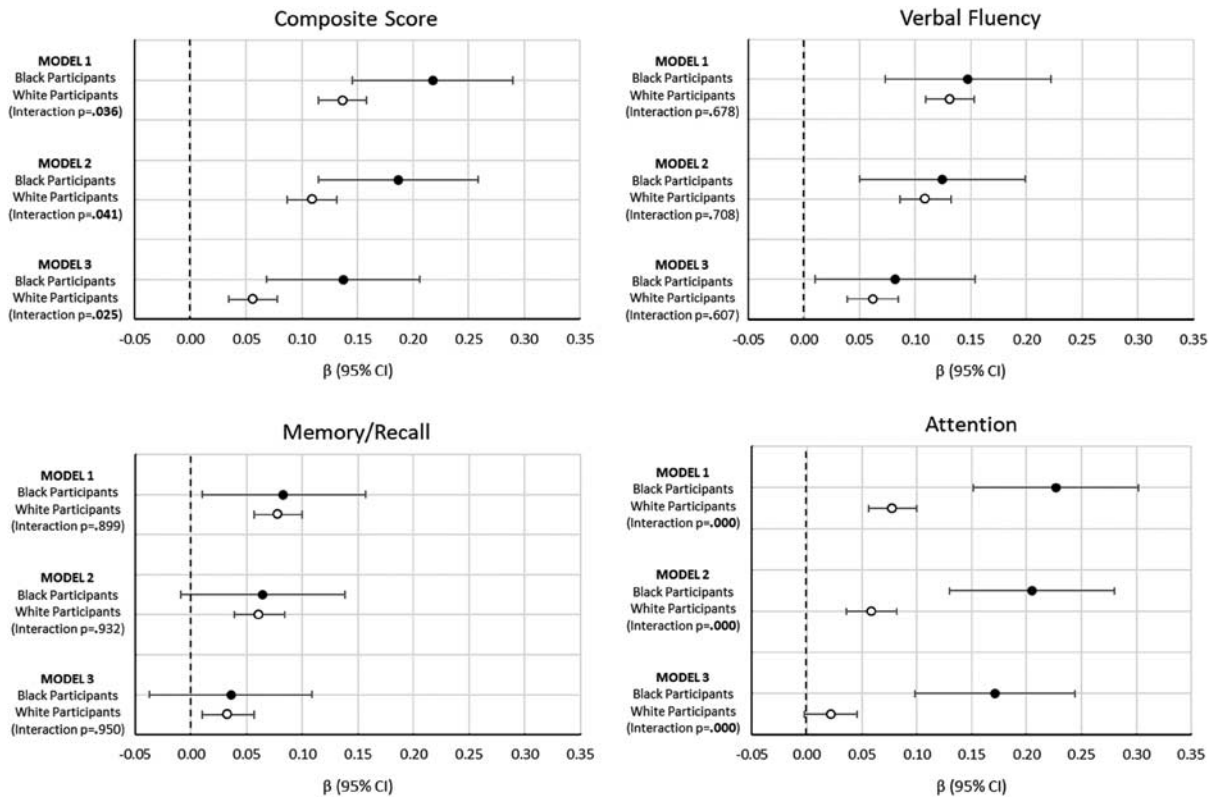 Composite Score
MODEL 1
Black Participants
White Participants
(Interaction p=.036)
MODEL 2
Black Participants
White Participants
(Interaction p=.041)
MODEL 3
Black Participants
White Participants
(Interaction p=.025)
-0.05 0.00 0.05 0.10 0.15 0.20 0.25 0.30 0.35
β (95% CI)
Verbal Fluency
MODEL 1
Black Participants
White Participants
(Interaction p=.678)
MODEL 2
Black Participants
White Participants
(Interaction p=.708)
MODEL 3
Black Participants
White Participants
(Interaction p=.607)
-0.05 0.00 0.05 0.10 0.15 0.20 0.25 0.30 0.35
β (95% CI)
Memory/Recall
MODEL 1
Black Participants
White Participants
(Interaction p=.899)
MODEL 2
Black Participants
White Participants
(Interaction p=.932)
MODEL 3
Black Participants
White Participants
(Interaction p=.950)
-0.05 0.00 0.05 0.10 0.15 0.20 0.25 0.30 0.35
β (95% CI)
Attention
MODEL 1
Black Participants
White Participants
(Interaction p=.000)
MODEL 2
Black Participants
White Participants
(Interaction p=.000)
MODEL 3
Black Participants
White Participants
(Interaction p=.000)
-0.05 0.00 0.05 0.10 0.15 0.20 0.25 0.30 0.35
β (95% CI)